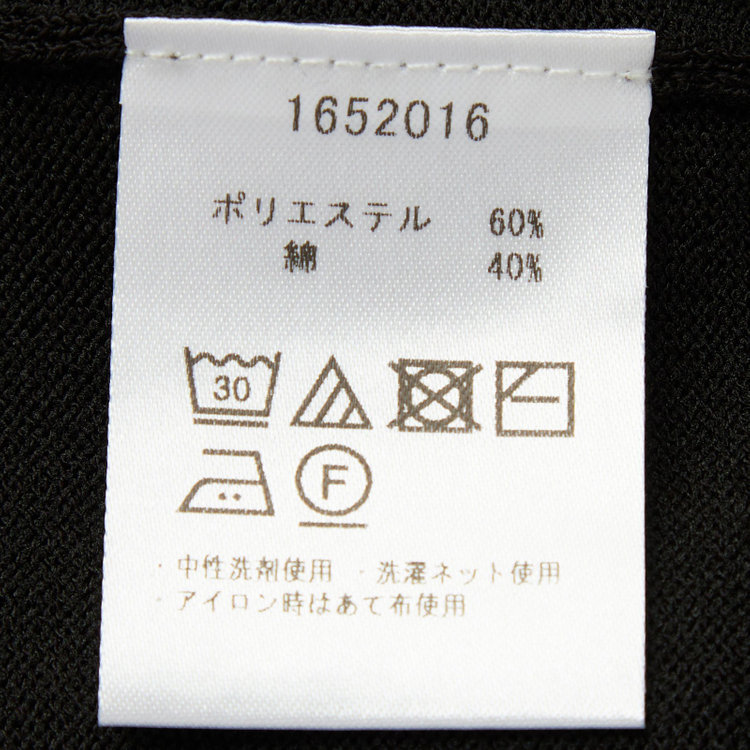 1652016
ポリエステル 60%
綿 40%
30
F
・中性洗剤使用 ・洗濯ネット使用
・アイロン時はあて布使用